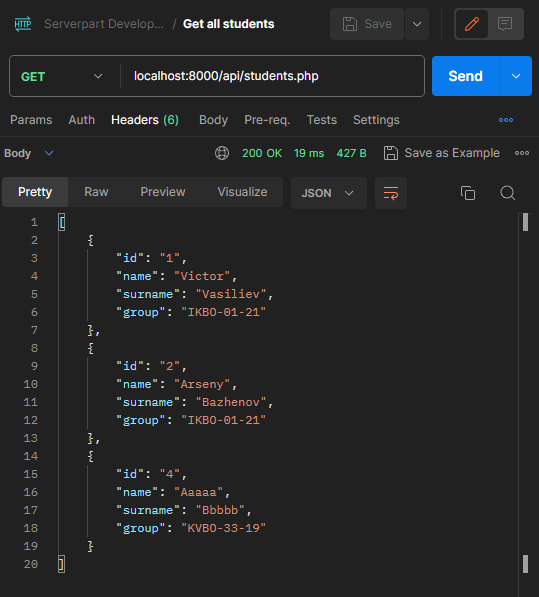 HTTP Serverpart Develop... / Get all students Save
GET localhost:8000/api/students.php Send
Params Auth Headers (6) Body Pre-req. Tests Settings
Body 200 OK 19 ms 427 B Save as Example
Pretty Raw Preview Visualize JSON
1 [
2 {
3 "id": "1",
4 "name": "Victor",
5 "surname": "Vasiliev",
6 "group": "IKBO-01-21"
7 },
8 {
9 "id": "2",
10 "name": "Arseny",
11 "surname": "Bazhenov",
12 "group": "IKBO-01-21"
13 },
14 {
15 "id": "4",
16 "name": "Aaaaa",
17 "surname": "Bbbbb",
18 "group": "KVBO-33-19"
19 }
20 ]